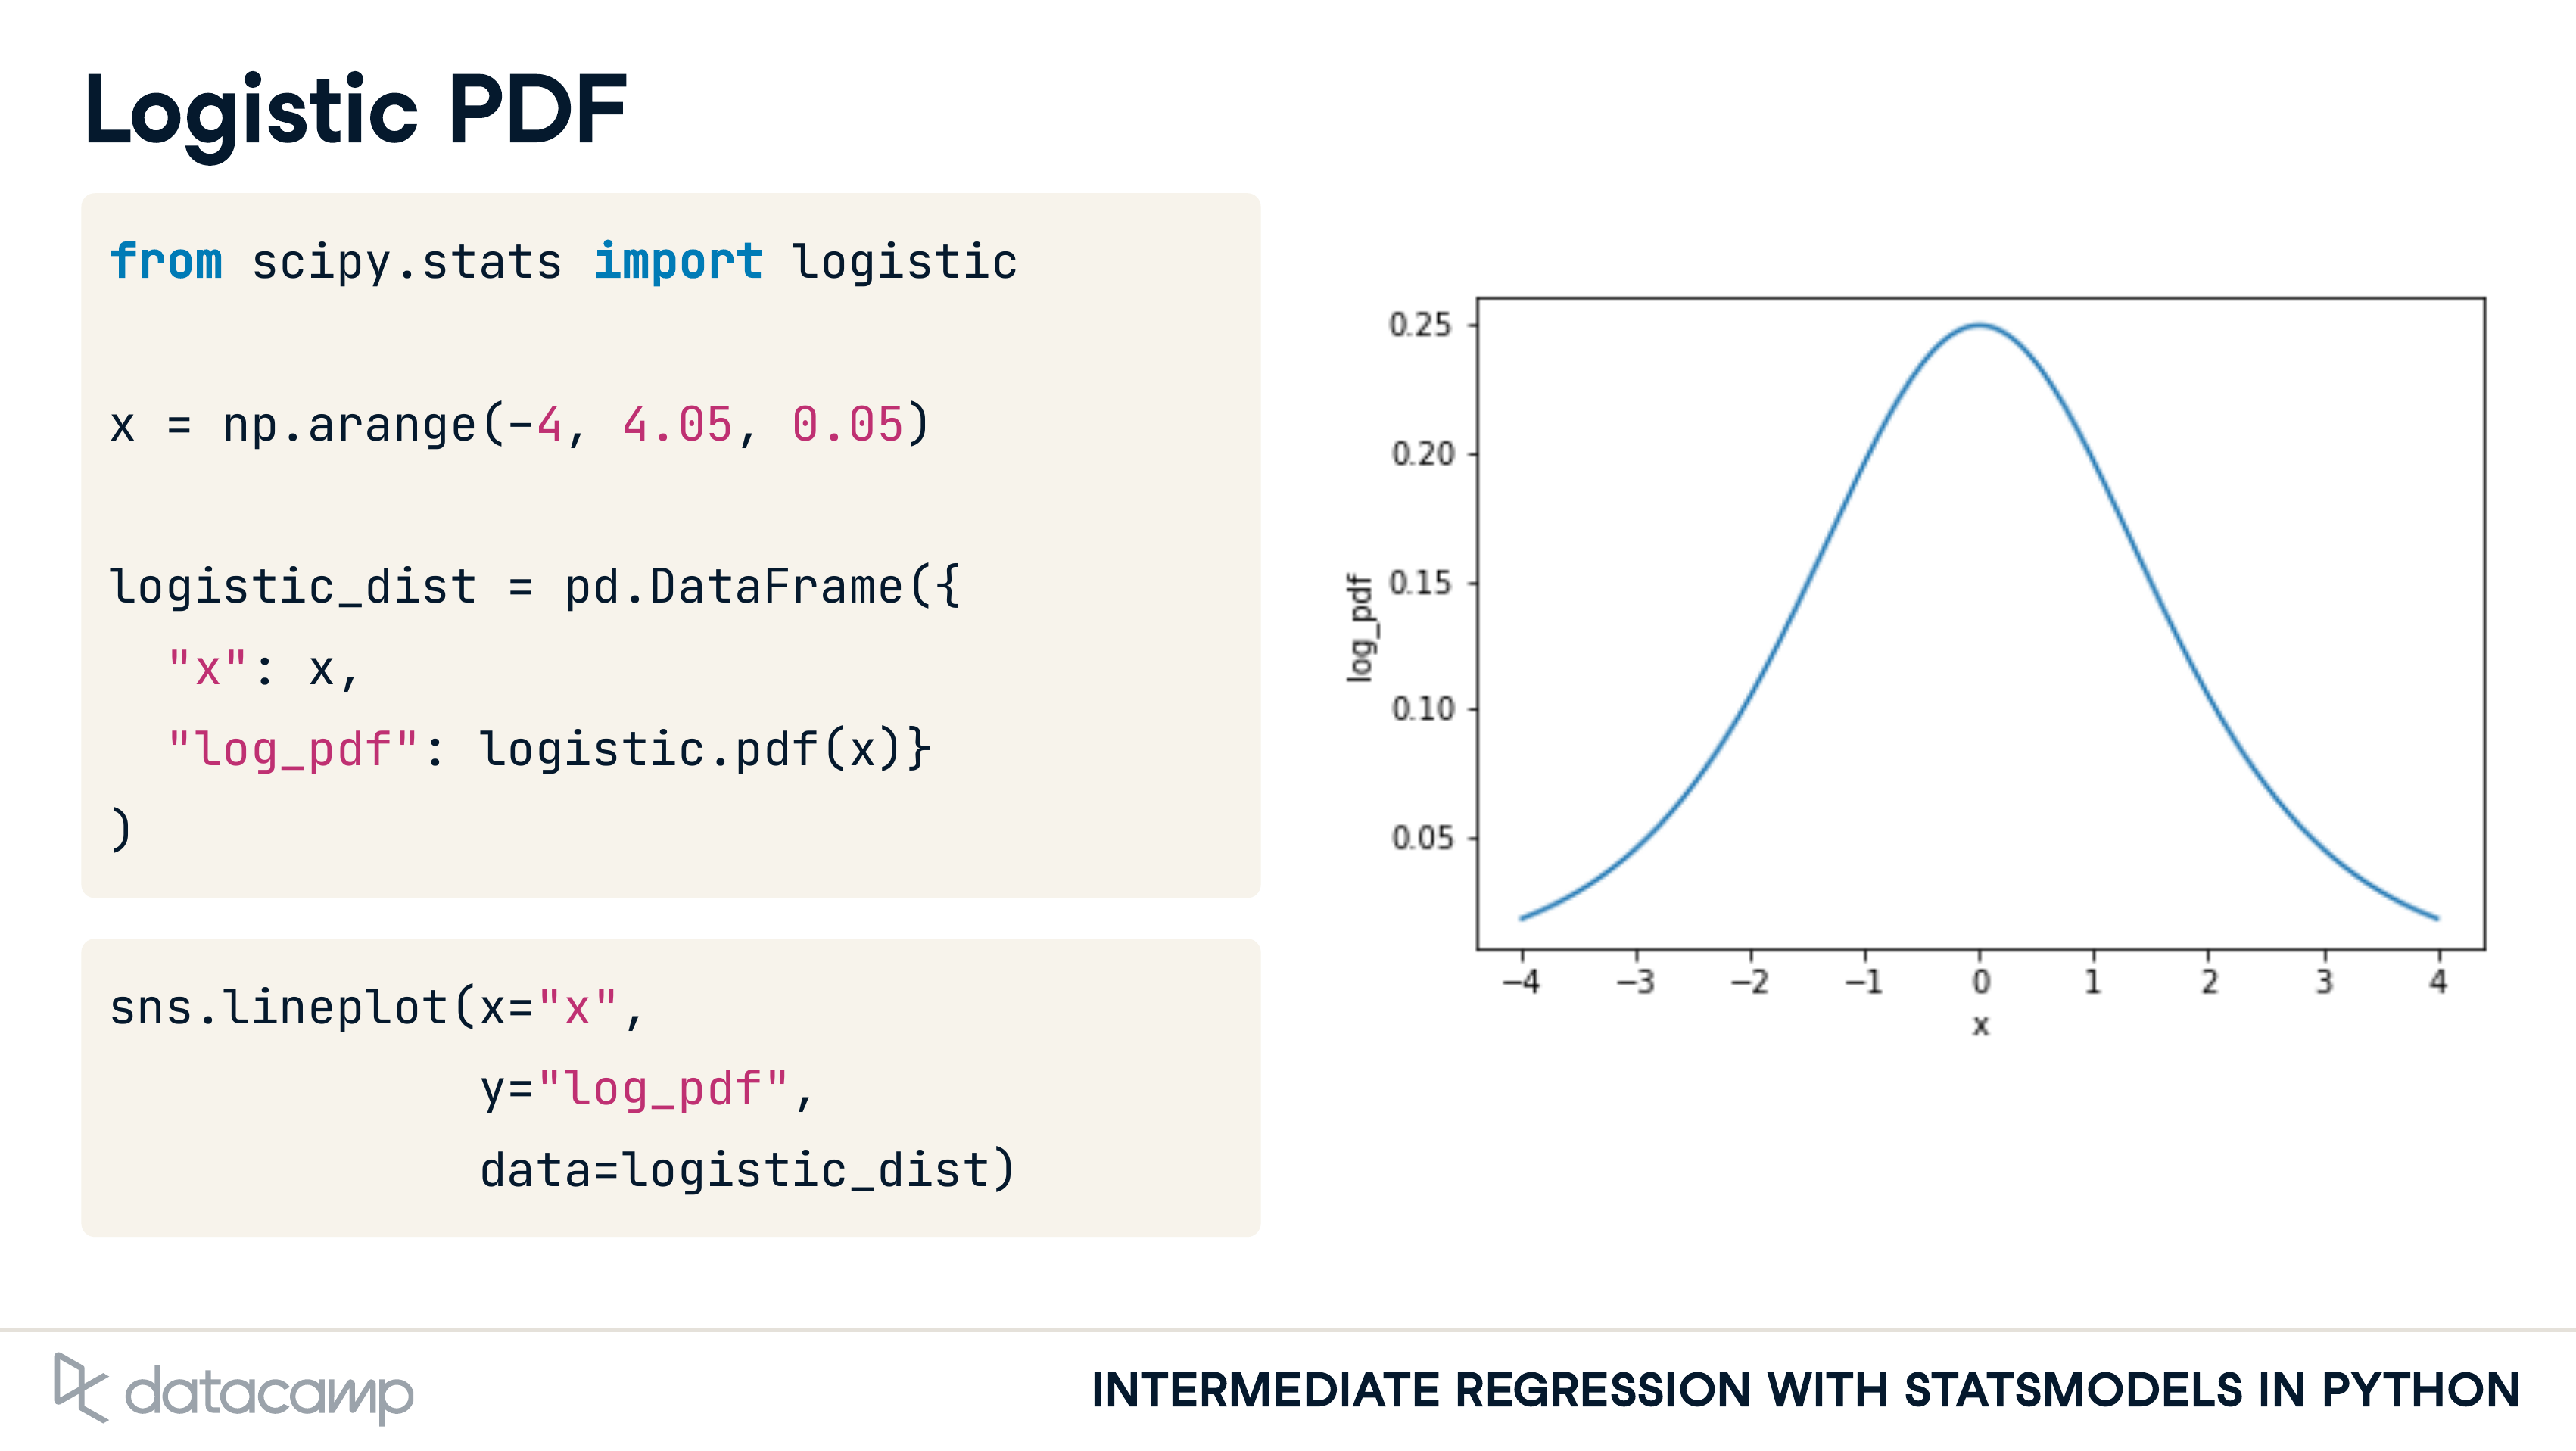 Logistic PDF
from scipy.stats import logistic
x = np.arange(-4, 4.05, 0.05)
logistic_dist = pd.DataFrame({
  "x": x,
  "log_pdf": logistic.pdf(x)}
)
sns.lineplot(x="x",
             y="log_pdf",
             data=logistic_dist)
log_pdf
0.25
0.20
0.15
0.10
0.05
−4 −3 −2 −1 0 1 2 3 4
x
datacamp
INTERMEDIATE REGRESSION WITH STATSMODELS IN PYTHON